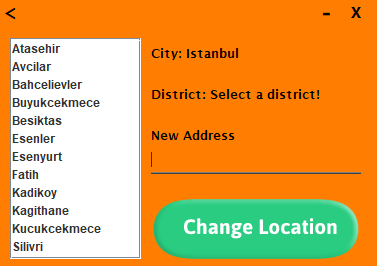 <
-
X
Atasehir
Avcilar
Bahcelievler
Buyukcekmece
Besiktas
Esenler
Esenyurt
Fatih
Kadikoy
Kagithane
Kucukcekmece
Silivri
City: Istanbul
District: Select a district!
New Address
Change Location